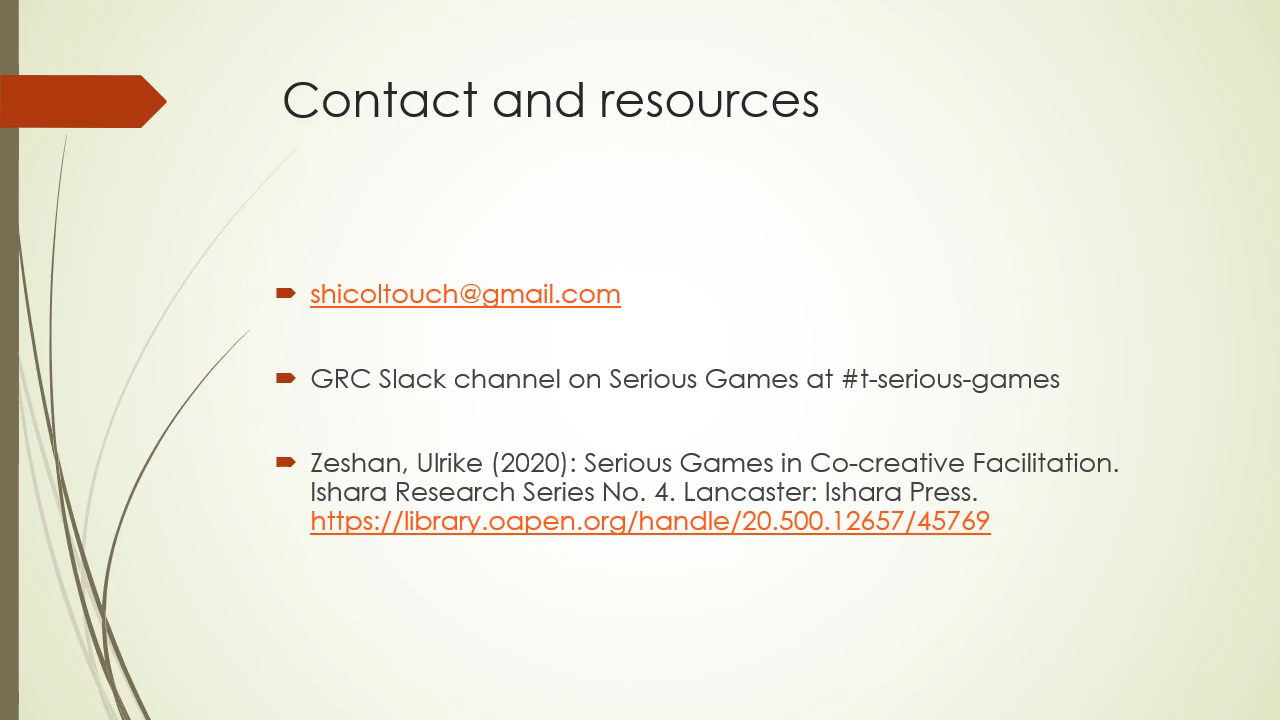 Contact and resources
shicoltouch@gmail.com
GRC Slack channel on Serious Games at #t-serious-games
Zeshan, Ulrike (2020): Serious Games in Co-creative Facilitation.
Ishara Research Series No. 4. Lancaster: Ishara Press.
https://library.oapen.org/handle/20.500.12657/45769